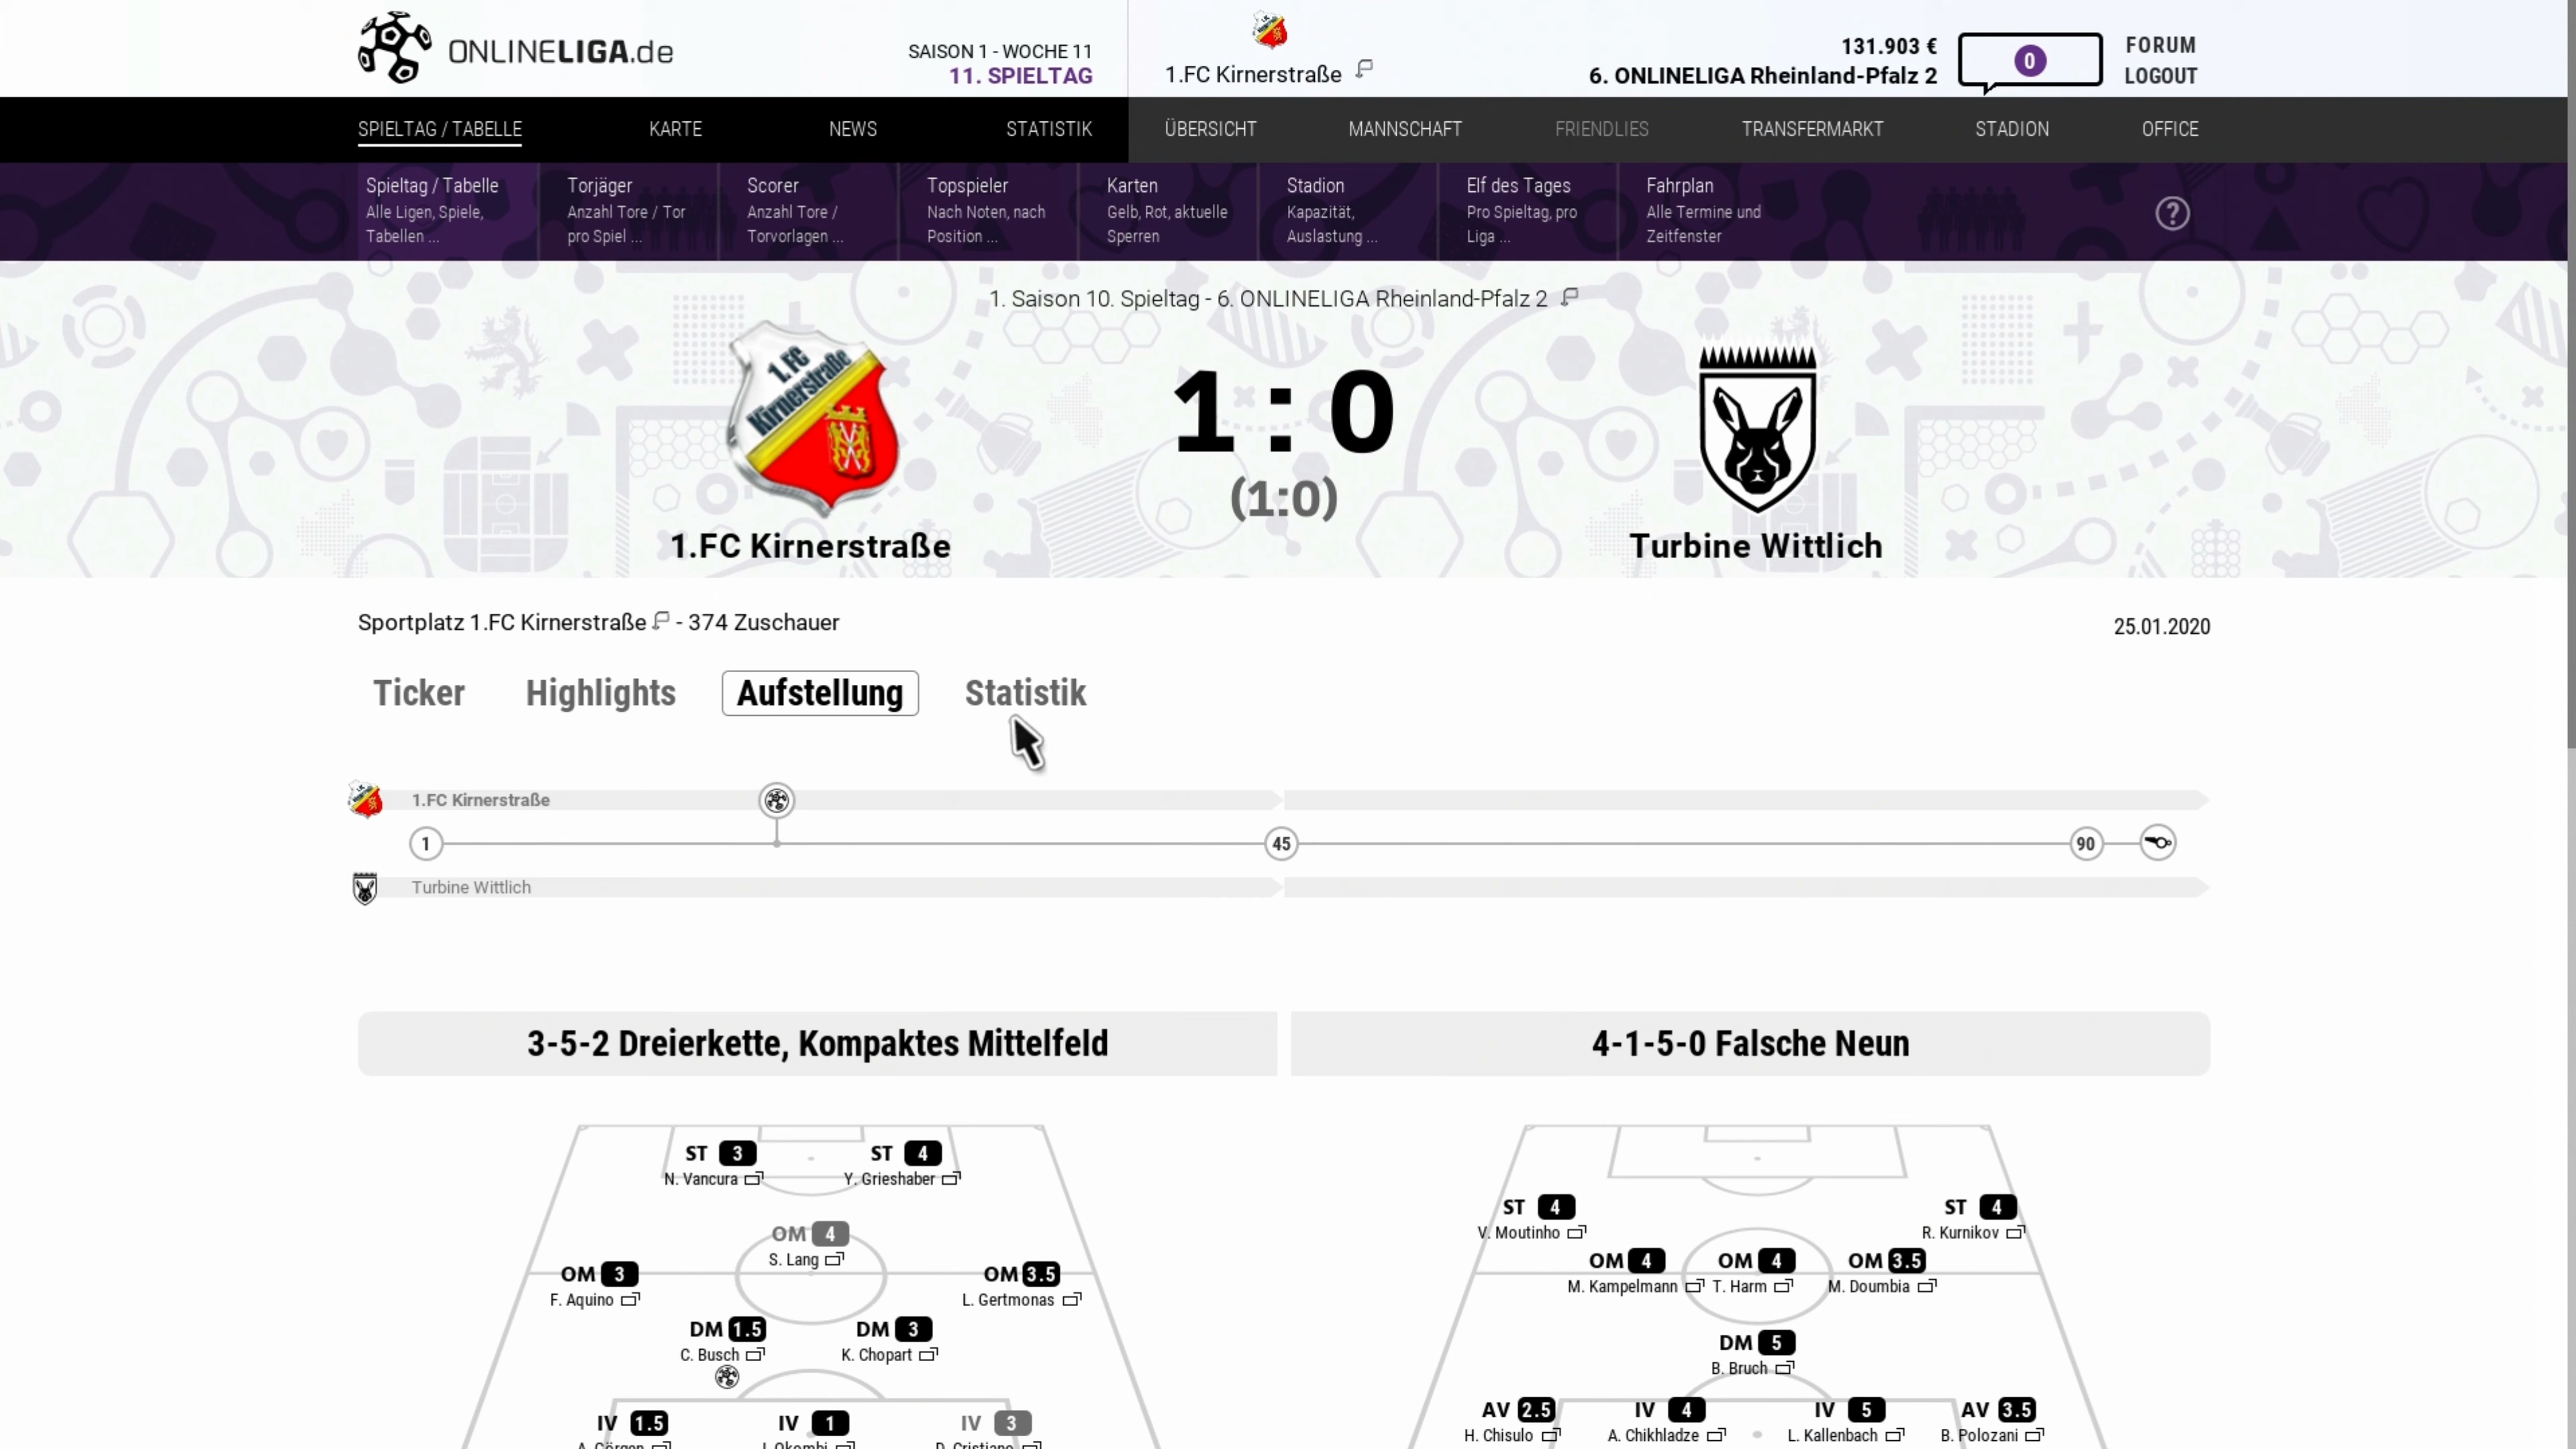 ONLINELIGA.de
SAISON 1 - WOCHE 11
11. SPIELTAG
1.FC Kirnerstraße
131.903 €
6. ONLINELIGA Rheinland-Pfalz 2
0
FORUM
LOGOUT
SPIELTAG / TABELLE KARTE NEWS STATISTIK ÜBERSICHT MANNSCHAFT FRIENDLIES TRANSFERMARKT STADION OFFICE
Spieltag / Tabelle
Alle Ligen, Spiele,
Tabellen ...
Torjäger
Anzahl Tore / Tor
pro Spiel ...
Scorer
Anzahl Tore /
Torvorlagen ...
Topspieler
Nach Noten, nach
Position ...
Karten
Gelb, Rot, aktuelle
Sperren
Stadion
Kapazität,
Auslastung ...
Elf des Tages
Pro Spieltag, pro
Liga ...
Fahrplan
Alle Termine und
Zeitfenster
?
1. Saison 10. Spieltag - 6. ONLINELIGA Rheinland-Pfalz 2
1. FC
Kirnerstraße
1 : 0
(1:0)
1.FC Kirnerstraße
Turbine Wittlich
Sportplatz 1.FC Kirnerstraße - 374 Zuschauer
25.01.2020
Ticker Highlights Aufstellung Statistik
1.FC Kirnerstraße
1 45 90
Turbine Wittlich
3-5-2 Dreierkette, Kompaktes Mittelfeld
4-1-5-0 Falsche Neun
ST 3
N. Vancura
ST 4
Y. Grieshaber
OM 4
S. Lang
OM 3
F. Aquino
OM 3.5
L. Gertmonas
DM 1.5
C. Busch
DM 3
K. Chopart
IV 1.5
A. Görgen
IV 1
J. Okombi
IV 3
D. Cristiano
ST 4
V. Moutinho
ST 4
R. Kurnikov
OM 4
M. Kampelmann
OM 4
T. Harm
OM 3.5
M. Doumbia
DM 5
B. Bruch
AV 2.5
H. Chisulo
IV 4
A. Chikhladze
IV 5
L. Kallenbach
AV 3.5
B. Polozani